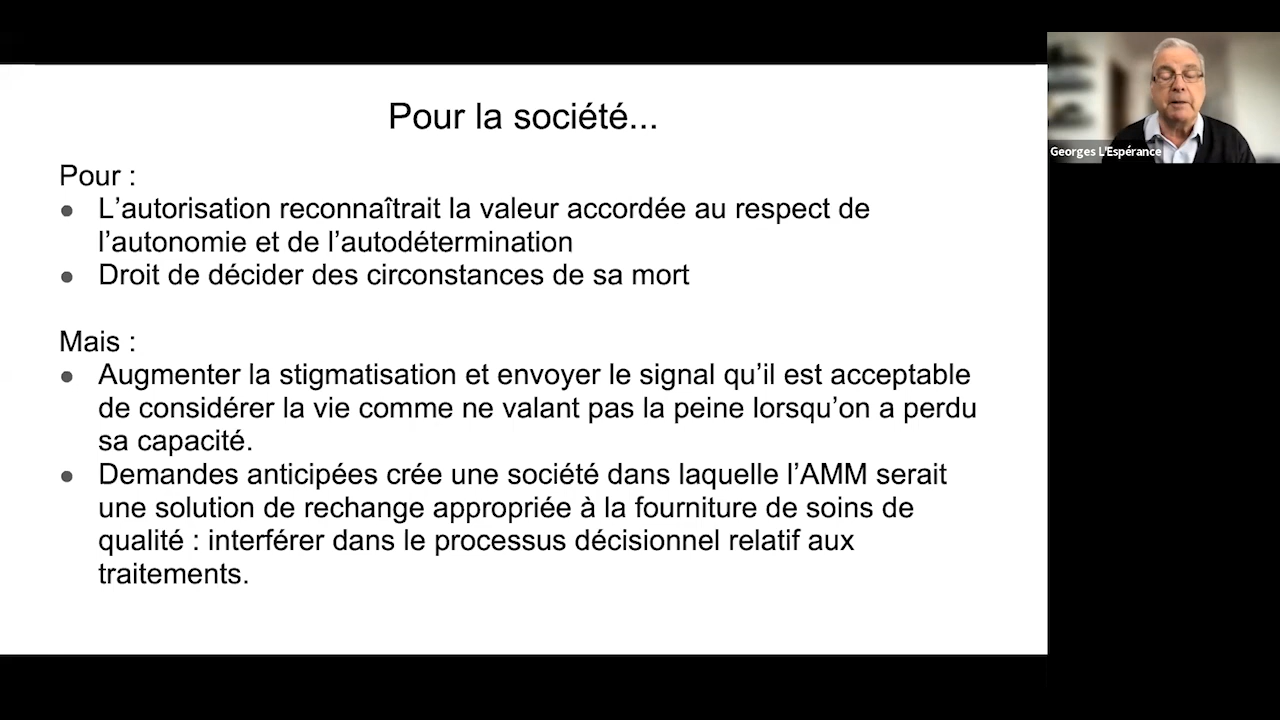 Pour la société...
Georges L'Espérance
Pour :
● L’autorisation reconnaîtrait la valeur accordée au respect de
l’autonomie et de l’autodétermination
● Droit de décider des circonstances de sa mort
Mais :
● Augmenter la stigmatisation et envoyer le signal qu’il est acceptable
de considérer la vie comme ne valant pas la peine lorsqu’on a perdu
sa capacité.
● Demandes anticipées crée une société dans laquelle l’AMM serait
une solution de rechange appropriée à la fourniture de soins de
qualité : interférer dans le processus décisionnel relatif aux
traitements.